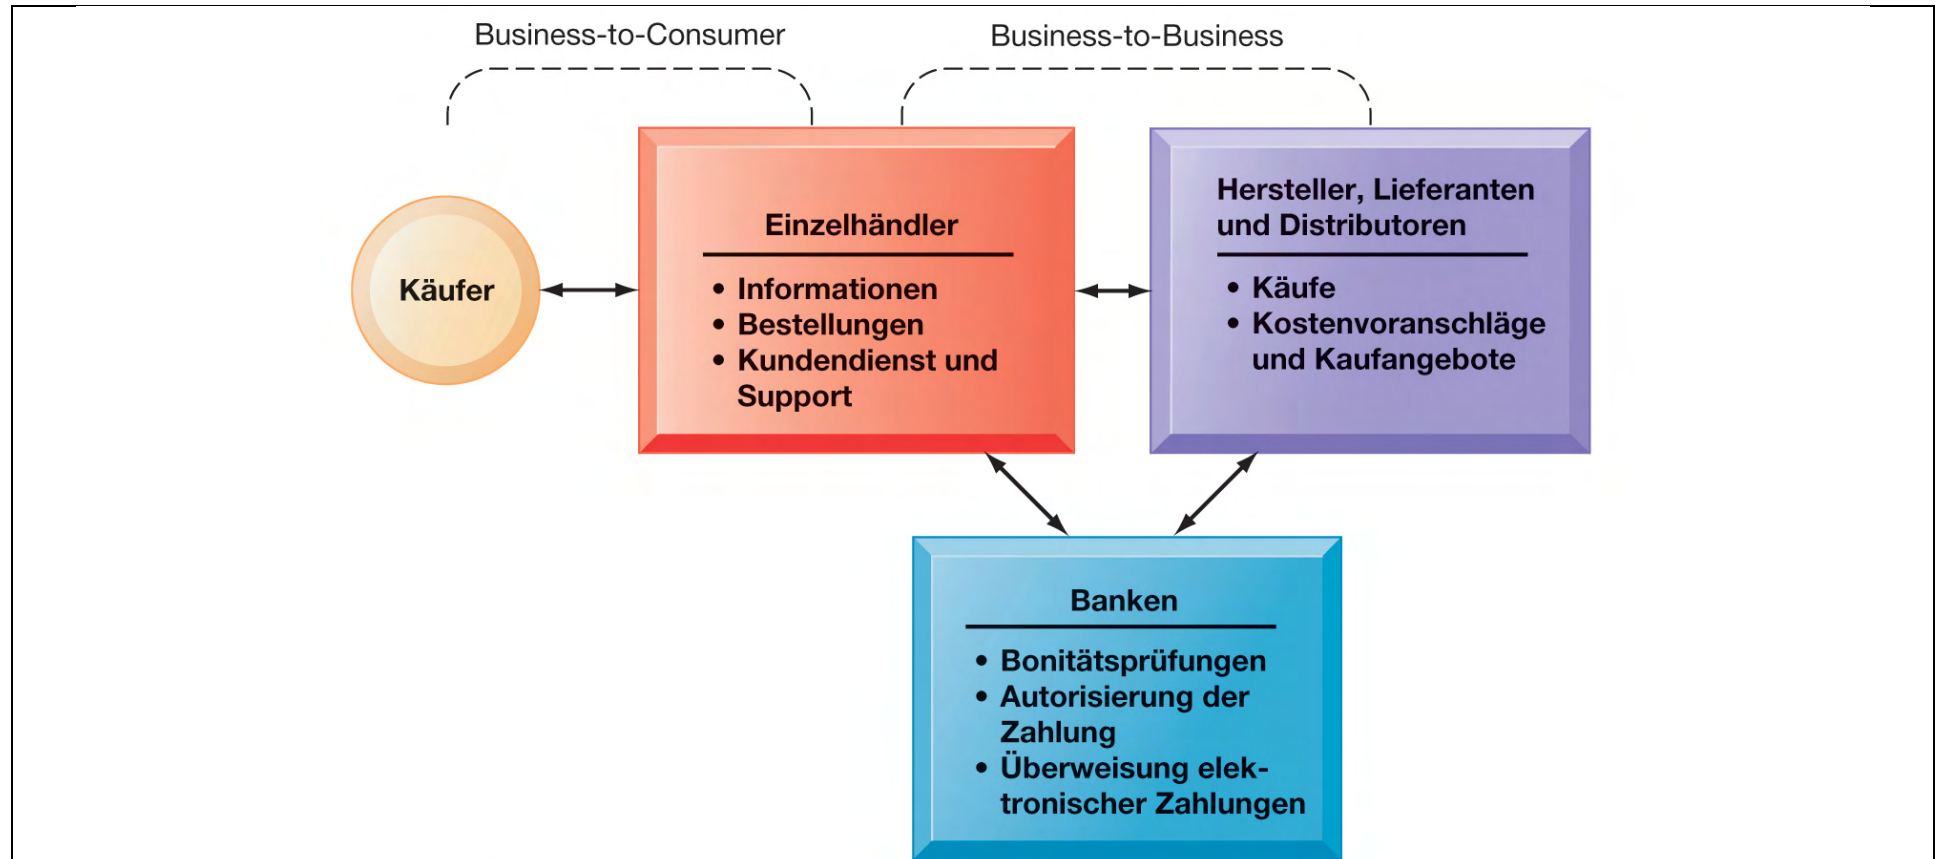 Business-to-Consumer
Business-to-Business
Käufer
Einzelhändler
• Informationen
• Bestellungen
• Kundendienst und
Support
Hersteller, Lieferanten
und Distributoren
• Käufe
• Kostenvoranschläge
und Kaufangebote
Banken
• Bonitätsprüfungen
• Autorisierung der
Zahlung
• Überweisung elek-
tronischer Zahlungen